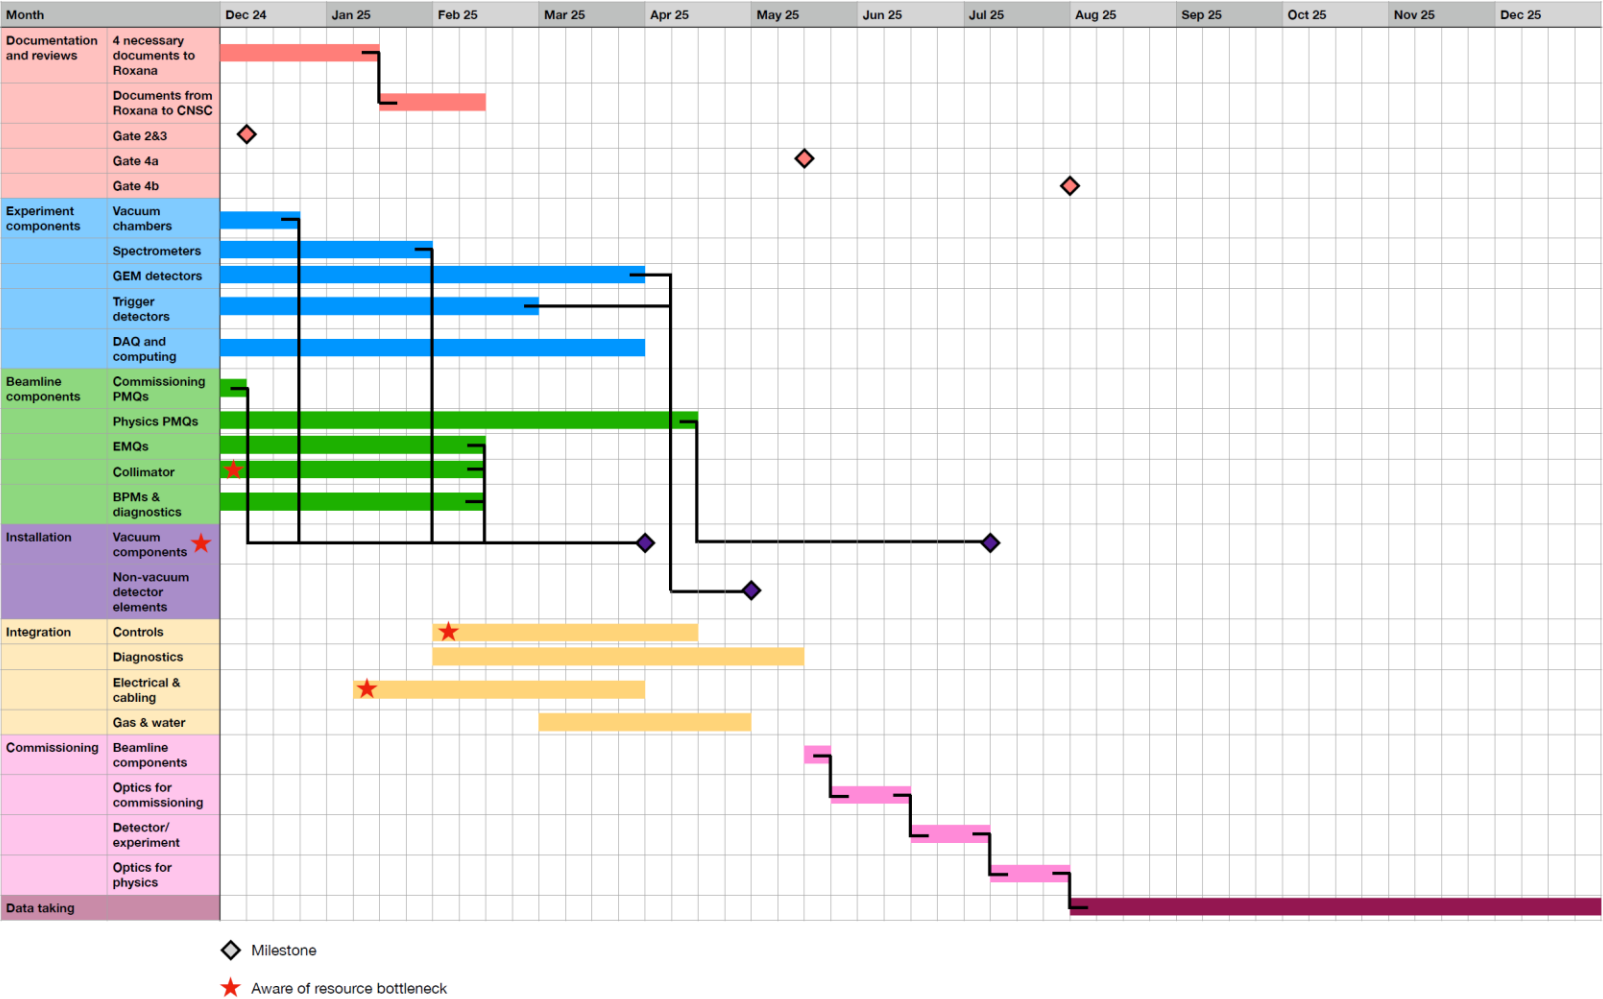 Month Dec 24 Jan 25 Feb 25 Mar 25 Apr 25 May 25 Jun 25 Jul 25 Aug 25 Sep 25 Oct 25 Nov 25 Dec 25
Documentation
and reviews
4 necessary
documents to
Roxana
Documents from
Roxana to CNSC
Gate 2&3
Gate 4a
Gate 4b
Experiment
components
Vacuum
chambers
Spectrometers
GEM detectors
Trigger
detectors
DAQ and
computing
Beamline
components
Commissioning
PMQs
Physics PMQs
EMQs
Collimator
BPMs &
diagnostics
Installation
Vacuum
components
Non-vacuum
detector
elements
Integration
Controls
Diagnostics
Electrical &
cabling
Gas & water
Commissioning
Beamline
components
Optics for
commissioning
Detector/
experiment
Optics for
physics
Data taking
Milestone
Aware of resource bottleneck